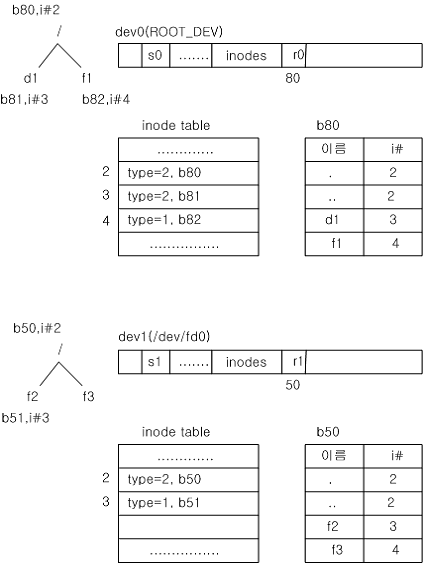 b80,i#2
/
d1 f1
b81,i#3 b82,i#4
dev0(ROOT_DEV)
s0 ....... inodes r0
80
inode table
.............
2 type=2, b80
3 type=2, b81
4 type=1, b82
................
b80
이름 i#
. 2
.. 2
d1 3
f1 4
b50,i#2
/
f2 f3
b51,i#3
dev1(/dev/fd0)
s1 ....... inodes r1
50
inode table
.............
2 type=2, b50
3 type=1, b51
................
b50
이름 i#
. 2
.. 2
f2 3
f3 4